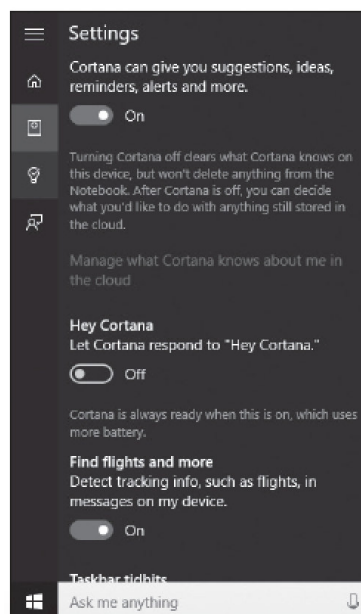 Settings
Cortana can give you suggestions, ideas,
reminders, alerts and more.
On
Turning Cortana off clears what Cortana knows on
this device, but won't delete anything from the
Notebook. After Cortana is off, you can decide
what you'd like to do with anything still stored in
the cloud.
Manage what Cortana knows about me in
the cloud
Hey Cortana
Let Cortana respond to "Hey Cortana."
Off
Cortana is always ready when this is on, which uses
more battery.
Find flights and more
Detect tracking info, such as flights, in
messages on my device.
On
Taskbar tidbits
Ask me anything